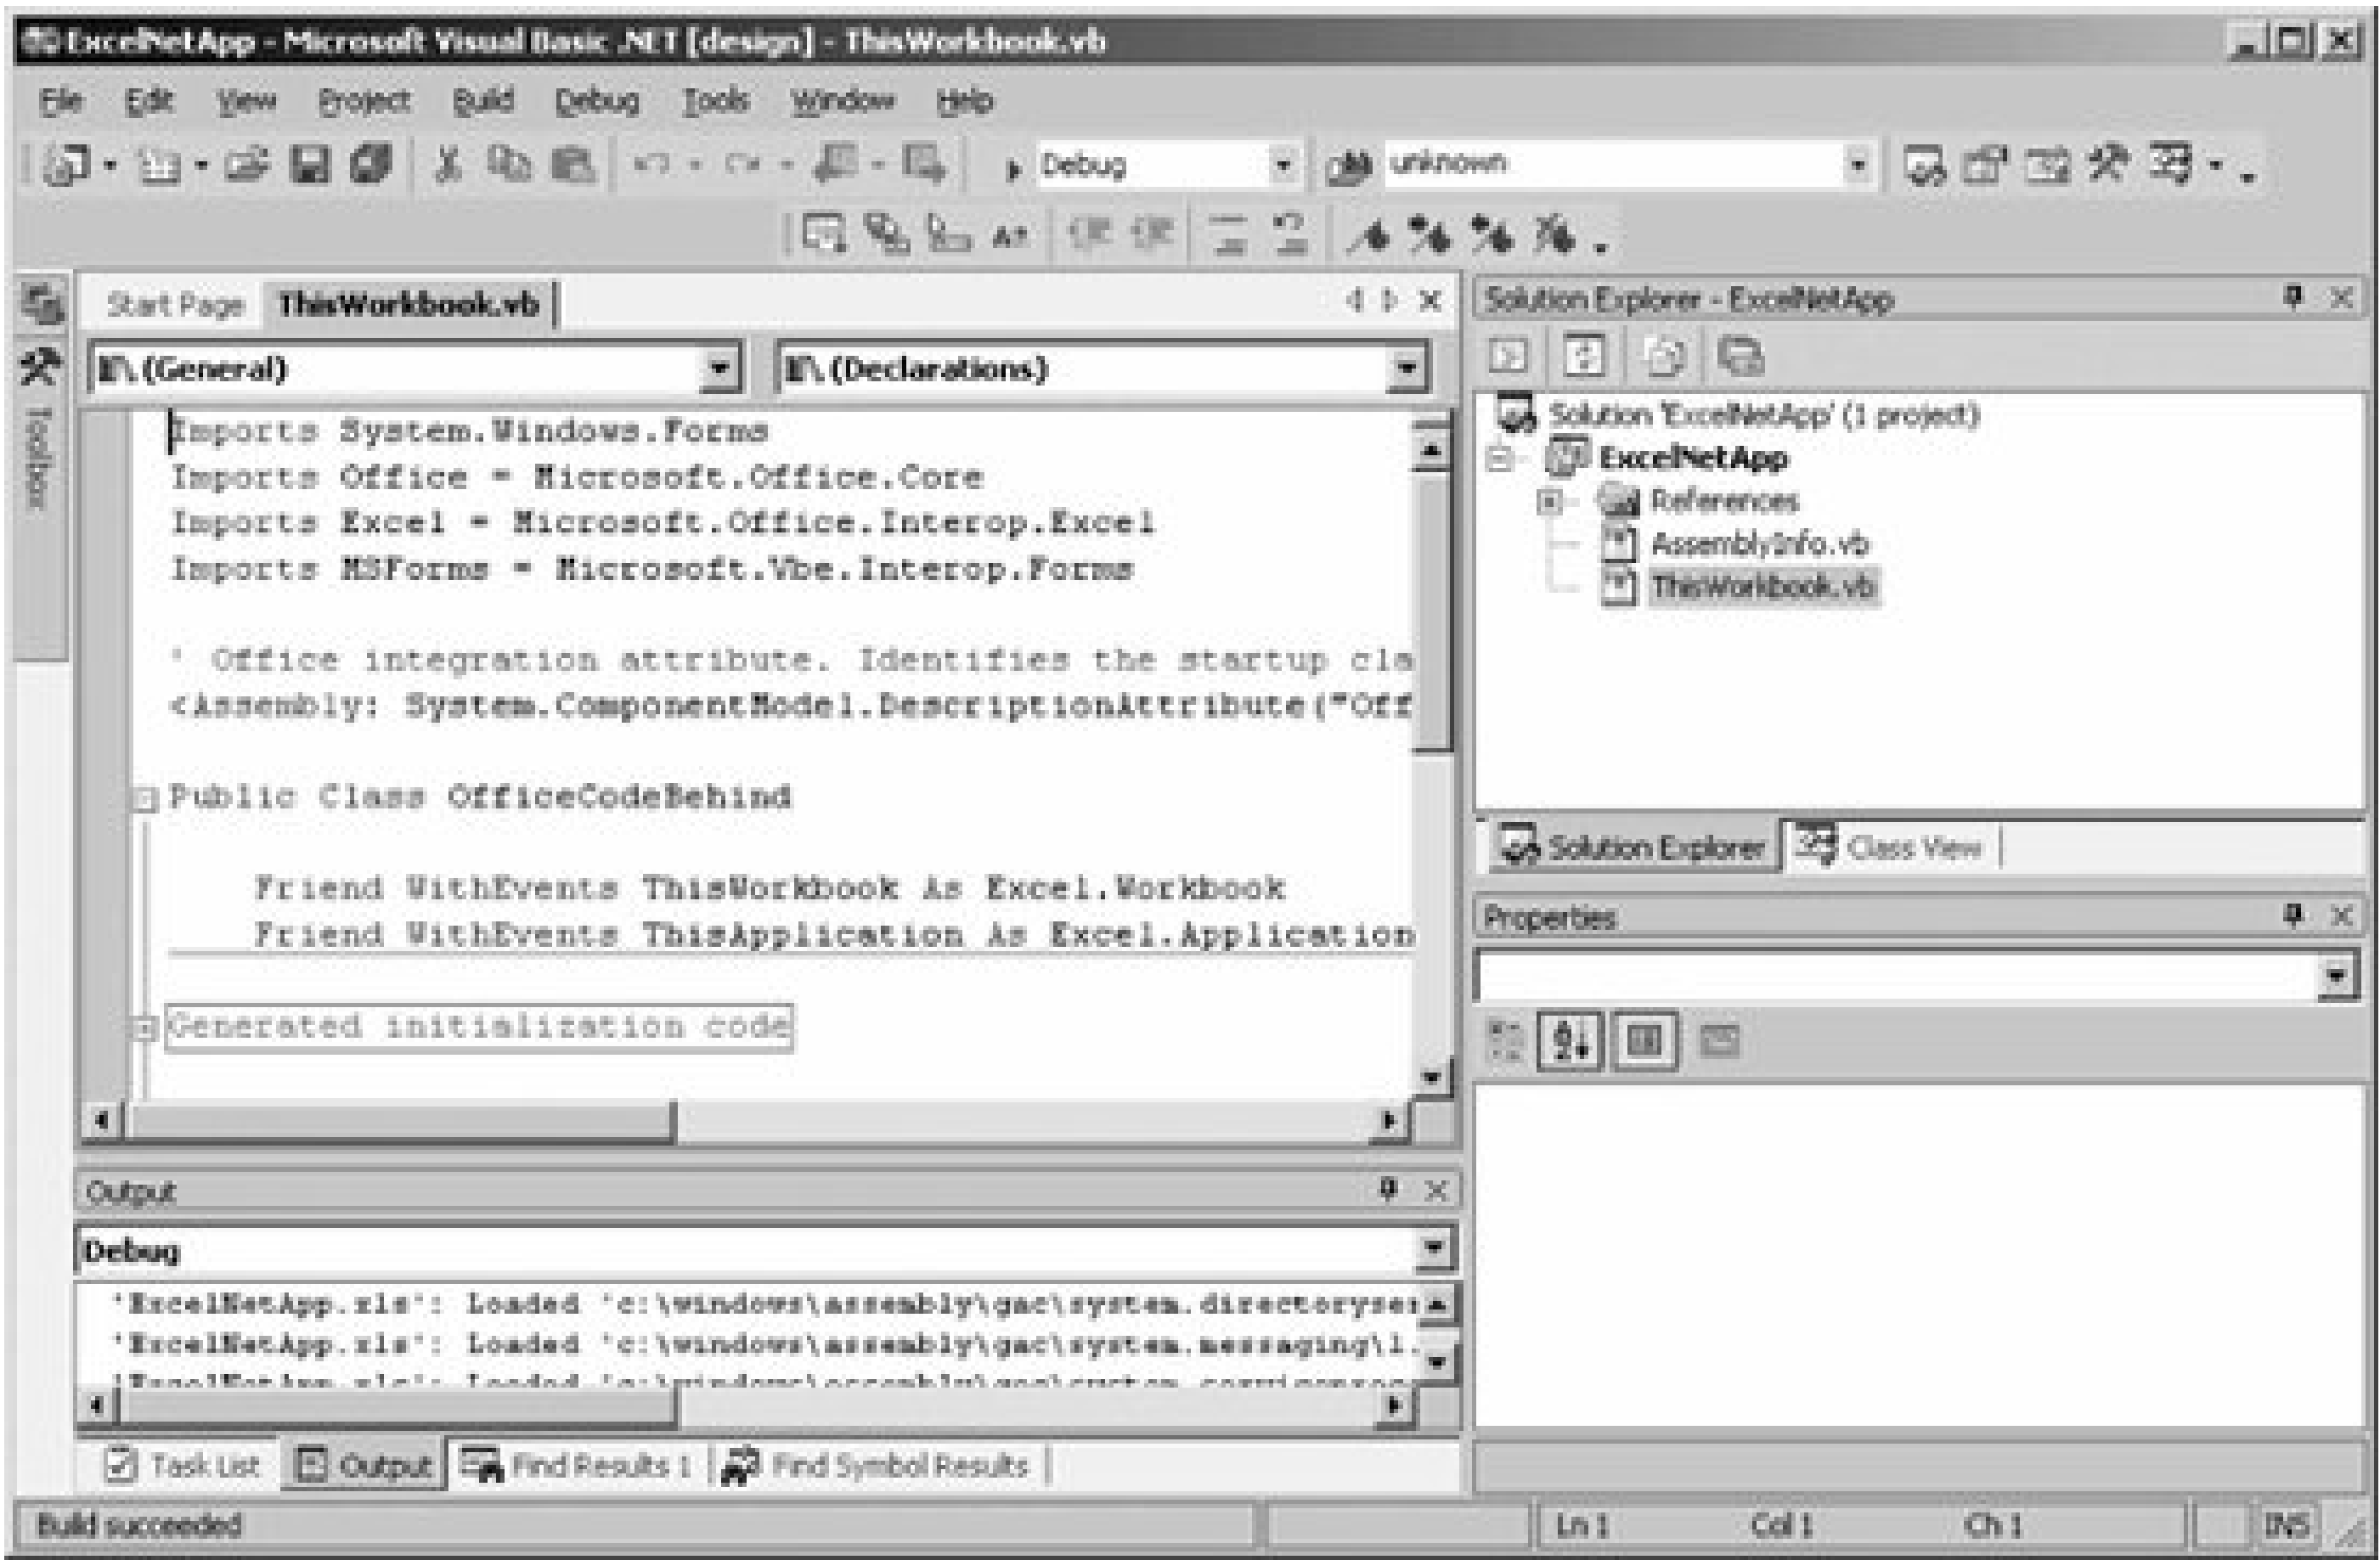 ExcelNetApp - Microsoft Visual Basic .NET [design] - ThisWorkbook.vb
File Edit View Project Build Debug Tools Window Help
Debug unknown
Toolbox
Start Page ThisWorkbook.vb
(General) (Declarations)
Imports System.Windows.Forms
Imports Office = Microsoft.Office.Core
Imports Excel = Microsoft.Office.Interop.Excel
Imports MSForms = Microsoft.Vbe.Interop.Forms
' Office integration attribute. Identifies the startup cla
<Assembly: System.ComponentModel.DescriptionAttribute("Off
Public Class OfficeCodeBehind
Friend WithEvents ThisWorkbook As Excel.Workbook
Friend WithEvents ThisApplication As Excel.Application
Generated initialization code
Output
Debug
'ExcelNetApp.xls': Loaded 'c:\windows\assembly\gac\system.directoryser
'ExcelNetApp.xls': Loaded 'c:\windows\assembly\gac\system.messaging\1.
Task List Output Find Results 1 Find Symbol Results
Solution Explorer - ExcelNetApp
Solution 'ExcelNetApp' (1 project)
ExcelNetApp
References
AssemblyInfo.vb
ThisWorkbook.vb
Solution Explorer Class View
Properties
Build succeeded Ln 1 Col 1 Ch 1 INS